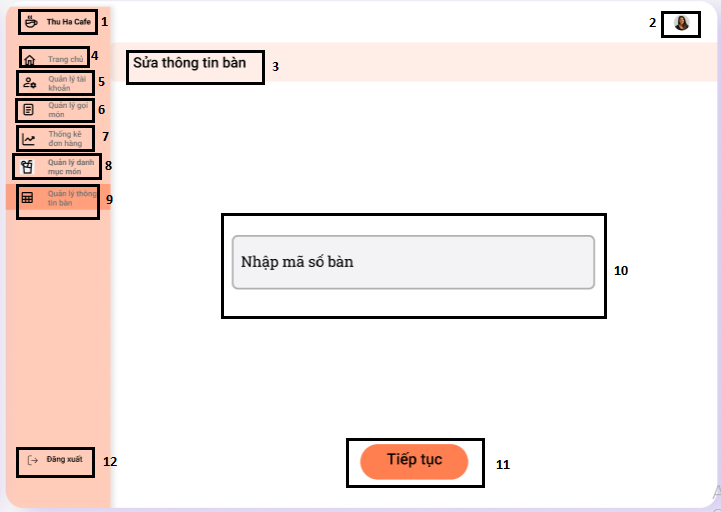 Thu Ha Cafe 1
2
Trang chủ 4
Sửa thông tin bàn 3
Quản lý tài
khoản 5
Quản lý gọi
món 6
Thống kê
đơn hàng 7
Quản lý danh
mục món 8
Quản lý thông
tin bàn 9
Nhập mã số bàn 10
Đăng xuất 12
Tiếp tục 11